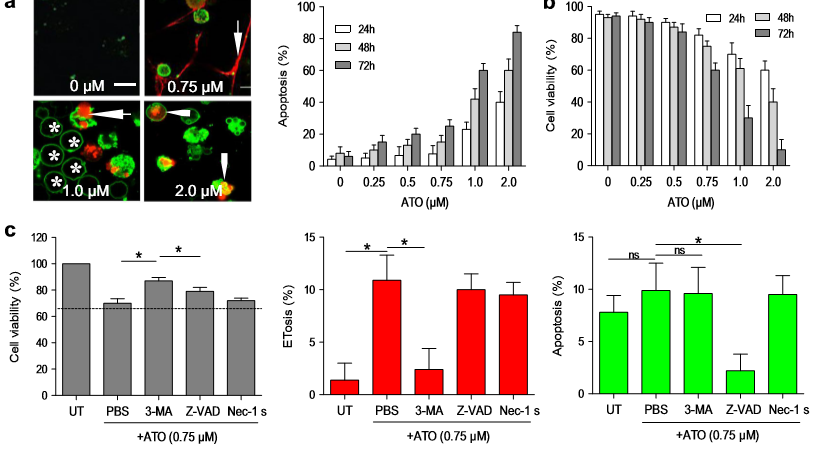 a
0 μM
0.75 μM
* * * * *
1.0 μM
2.0 μM
Apoptosis (%)
100
80
60
40
20
0
24h
48h
72h
0 0.25 0.5 0.75 1.0 2.0
ATO (μM)
b
Cell viability (%)
100
80
60
40
20
0
24h
48h
72h
0 0.25 0.5 0.75 1.0 2.0
ATO (μM)
c
Cell viability (%)
120
100
80
60
40
20
0
* *
UT PBS 3-MA Z-VAD Nec-1 s
+ATO (0.75 μM)
ETosis (%)
15
10
5
0
* *
UT PBS 3-MA Z-VAD Nec-1 s
+ATO (0.75 μM)
Apoptosis (%)
15
10
5
0
*
ns ns
UT PBS 3-MA Z-VAD Nec-1 s
+ATO (0.75 μM)